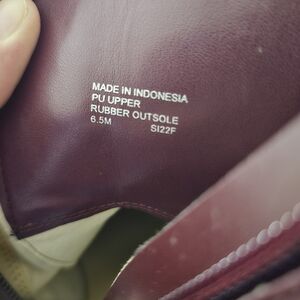 MADE IN INDONESIA
PU UPPER
RUBBER OUTSOLE
6.5M SI22F